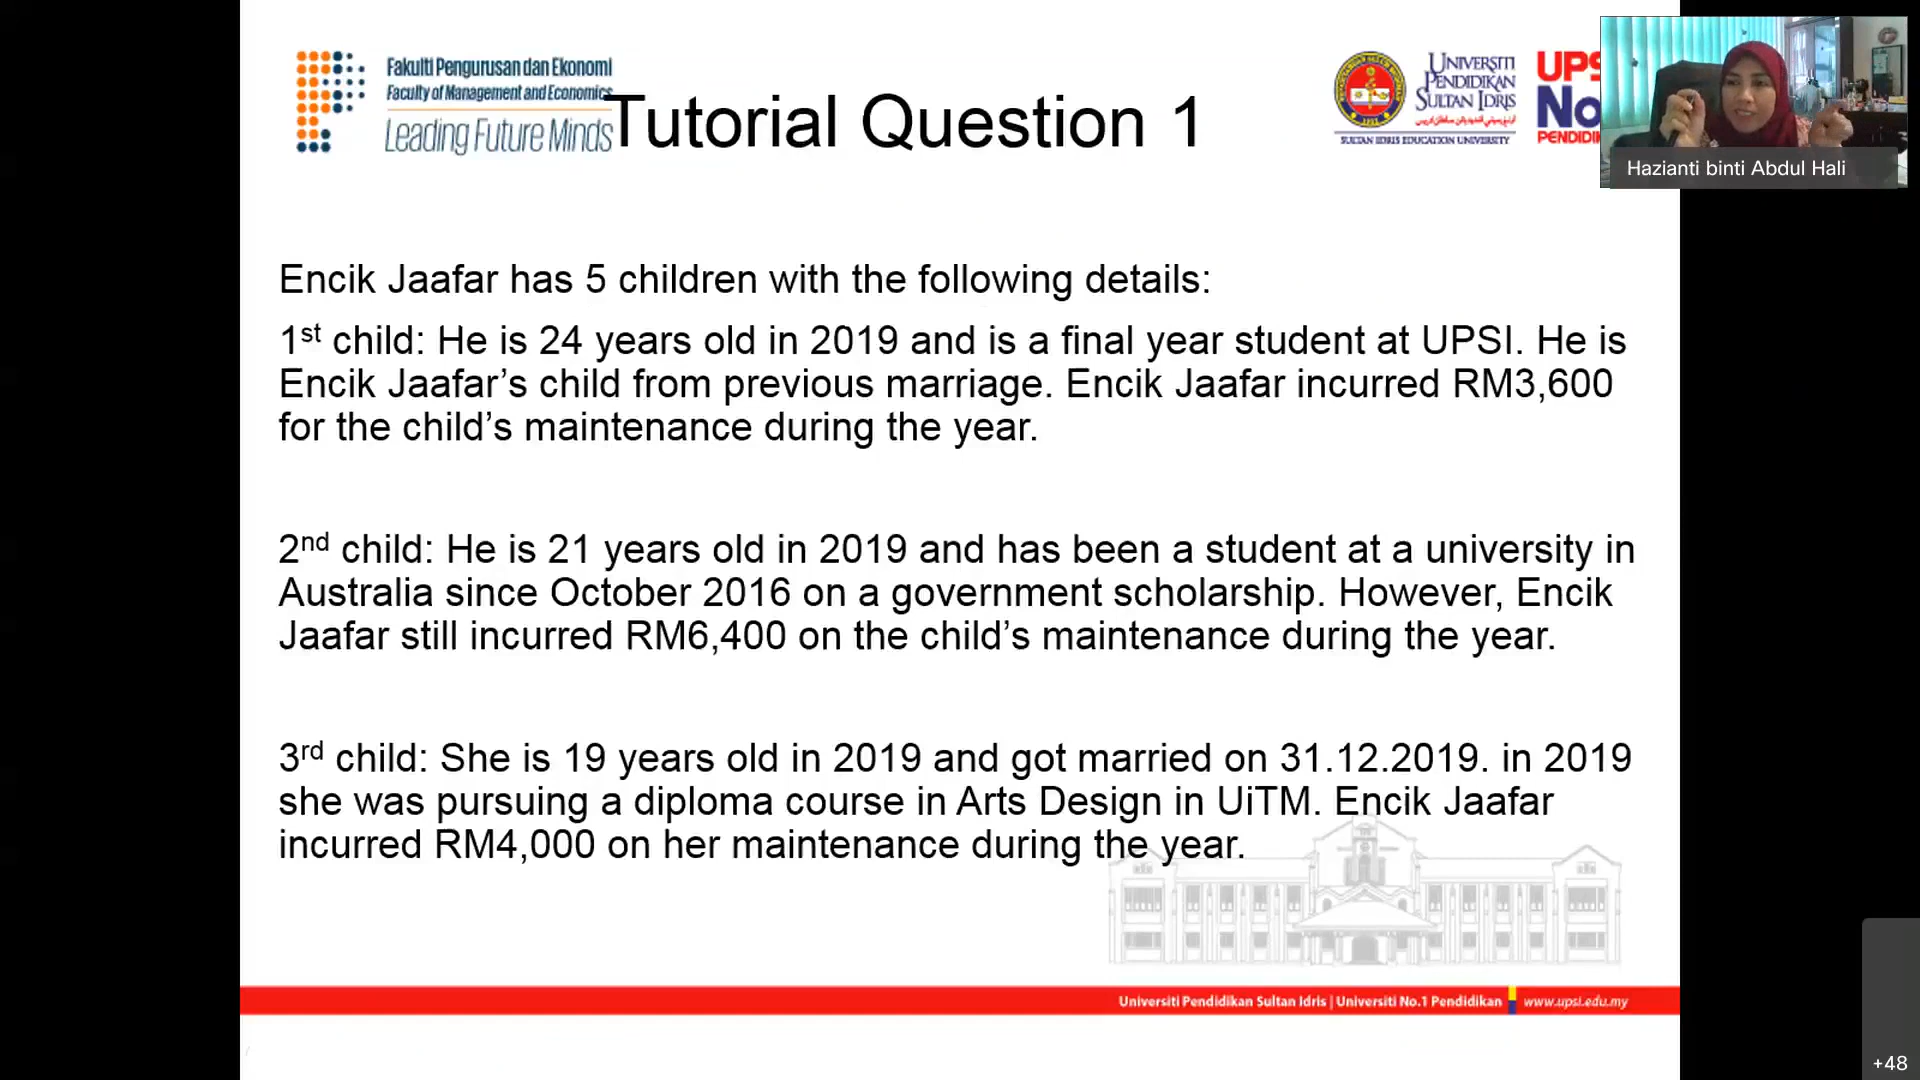 Fakulti Pengurusan dan Ekonomi
Faculty of Management and Economics
Leading Future Minds
Tutorial Question 1
UNIVERSITI
PENDIDIKAN
SULTAN IDRIS
SULTAN IDRIS EDUCATION UNIVERSITY
UPS
No
PENDIDI
Hazianti binti Abdul Hali
Encik Jaafar has 5 children with the following details:
1st child: He is 24 years old in 2019 and is a final year student at UPSI. He is
Encik Jaafar’s child from previous marriage. Encik Jaafar incurred RM3,600
for the child’s maintenance during the year.
2nd child: He is 21 years old in 2019 and has been a student at a university in
Australia since October 2016 on a government scholarship. However, Encik
Jaafar still incurred RM6,400 on the child’s maintenance during the year.
3rd child: She is 19 years old in 2019 and got married on 31.12.2019. in 2019
she was pursuing a diploma course in Arts Design in UiTM. Encik Jaafar
incurred RM4,000 on her maintenance during the year.
Universiti Pendidikan Sultan Idris | Universiti No.1 Pendidikan www.upsi.edu.my
+48